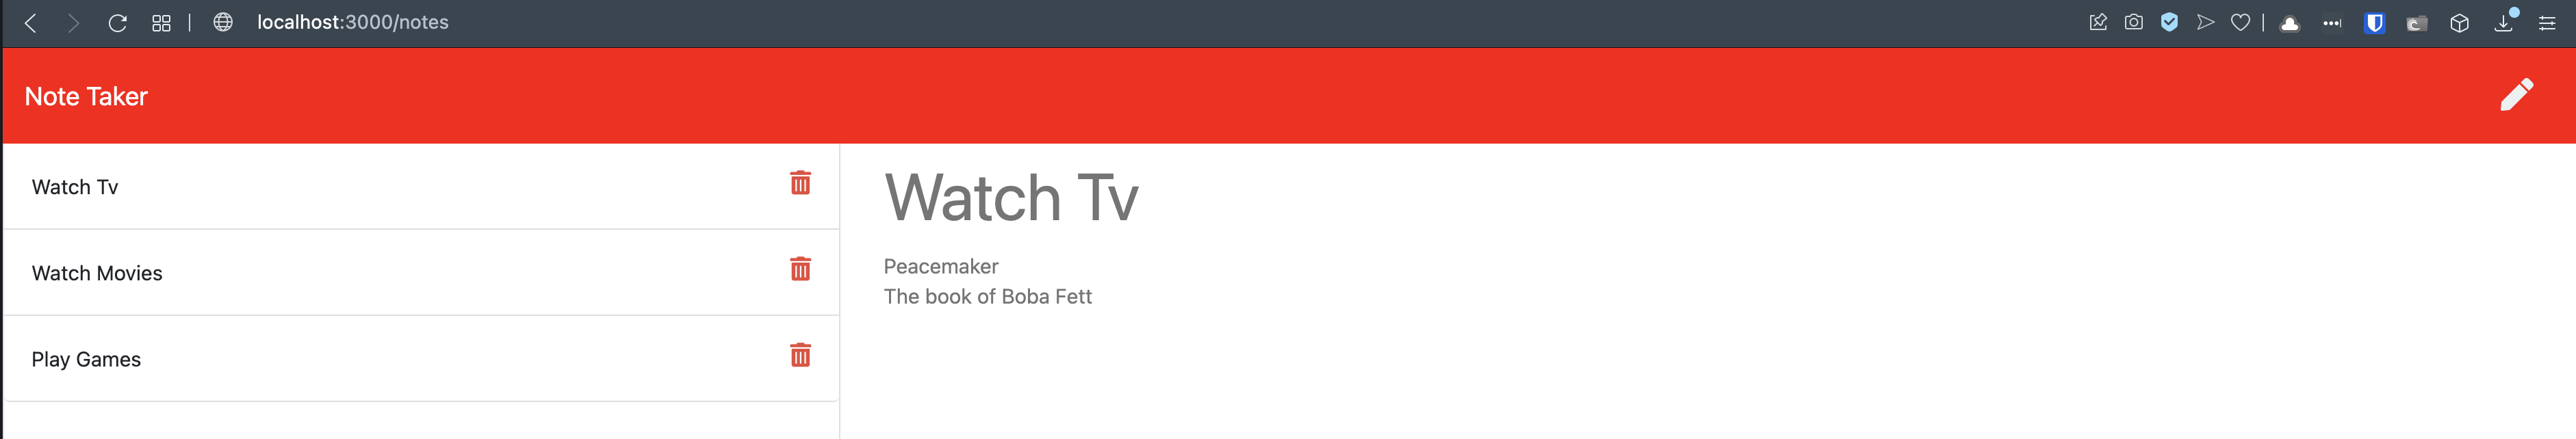 localhost:3000/notes
Note Taker
Watch Tv
Watch Movies
Play Games
Watch Tv
Peacemaker
The book of Boba Fett